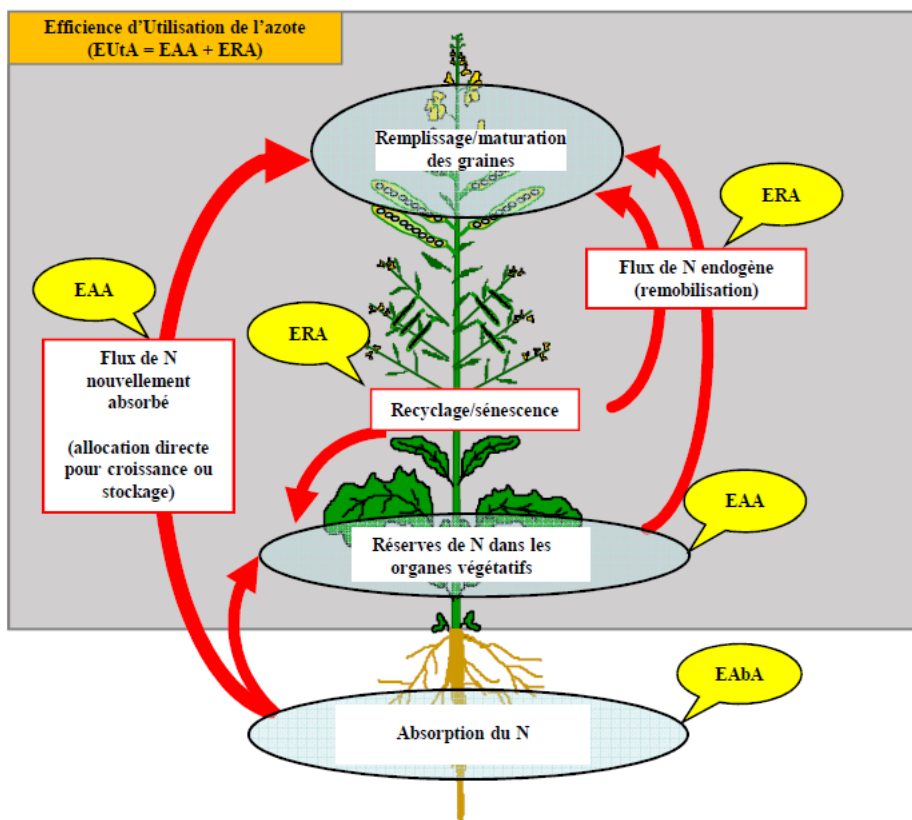 Efficience d'Utilisation de l'azote
(EUtA = EAA + ERA)
Remplissage/maturation
des graines
ERA
Flux de N endogène
(remobilisation)
EAA
Flux de N
nouvellement
absorbé
(allocation directe
pour croissance ou
stockage)
ERA
Recyclage/sénescence
EAA
Réserves de N dans les
organes végétatifs
EAbA
Absorption du N